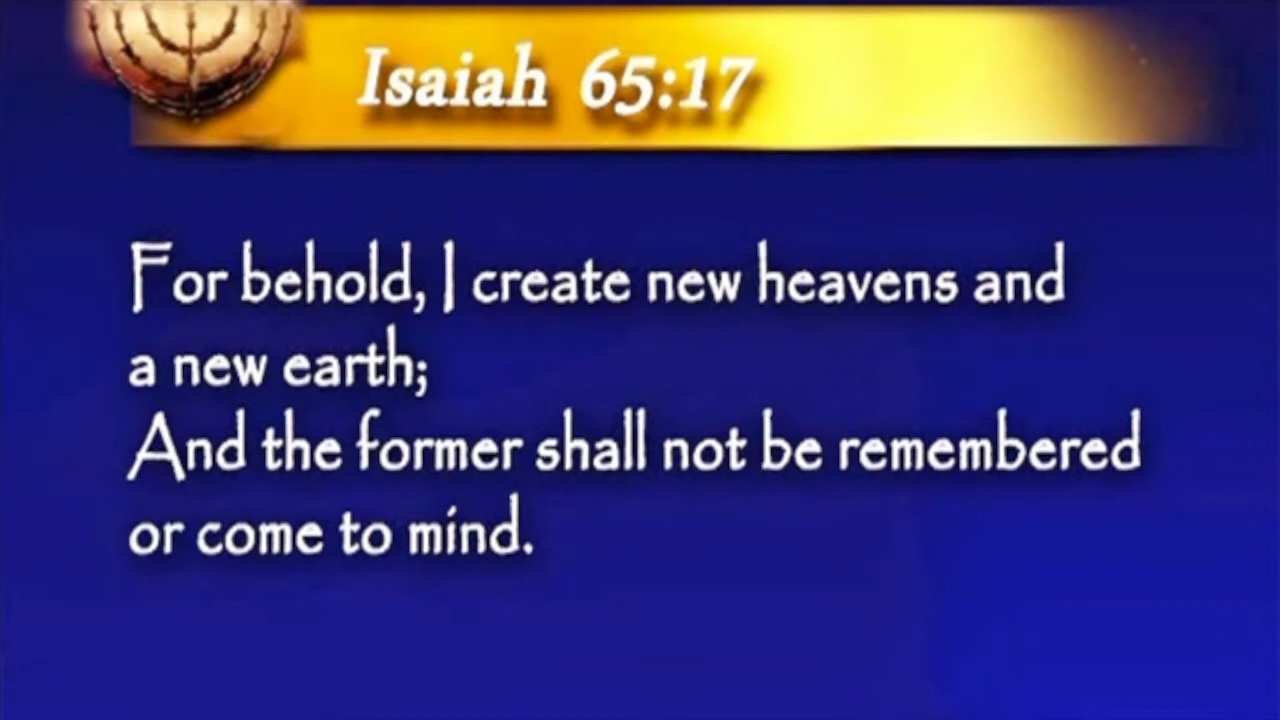 Isaiah 65:17
For behold, I create new heavens and
a new earth;
And the former shall not be remembered
or come to mind.